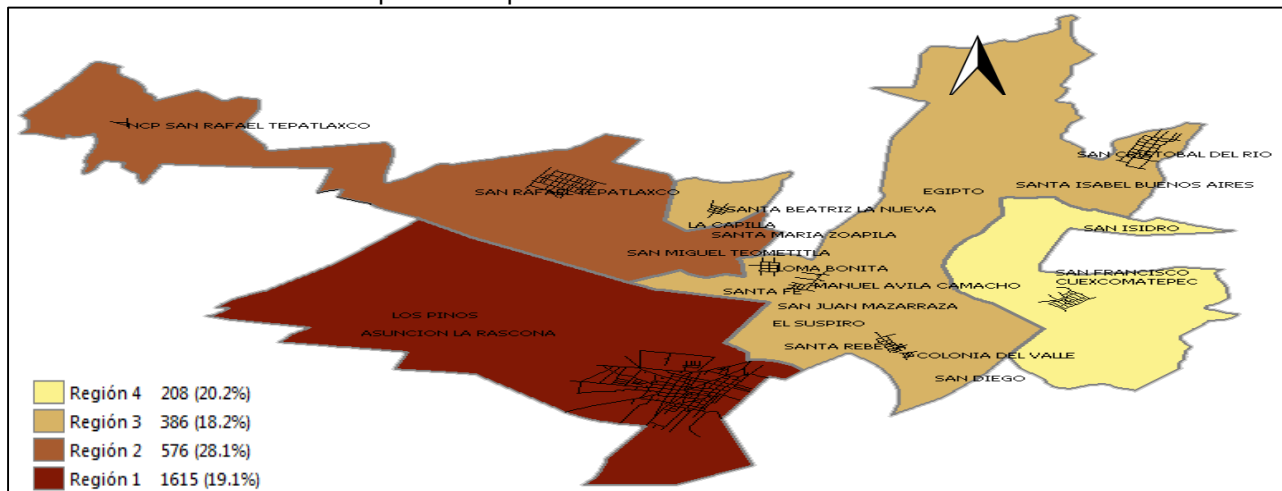 NCP SAN RAFAEL TEPATLAXCO
SAN CRISTOBAL DEL RIO
SAN RAFAEL TEPATLAXCO
EGIPTO
SANTA ISABEL BUENOS AIRES
SANTA BEATRIZ LA NUEVA
LA CAPILLA
SANTA MARIA ZOAPILA
SAN ISIDRO
SAN MIGUEL TEOMETITLA
LOMA BONITA
SAN FRANCISCO
CUEXCOMATEPEC
SANTA FE
MANUEL AVILA CAMACHO
SAN JUAN MAZARRAZA
LOS PINOS
EL SUSPIRO
ASUNCION LA RASCONA
SANTA REBECA
COLONIA DEL VALLE
SAN DIEGO
Región 4 208 (20.2%)
Región 3 386 (18.2%)
Región 2 576 (28.1%)
Región 1 1615 (19.1%)